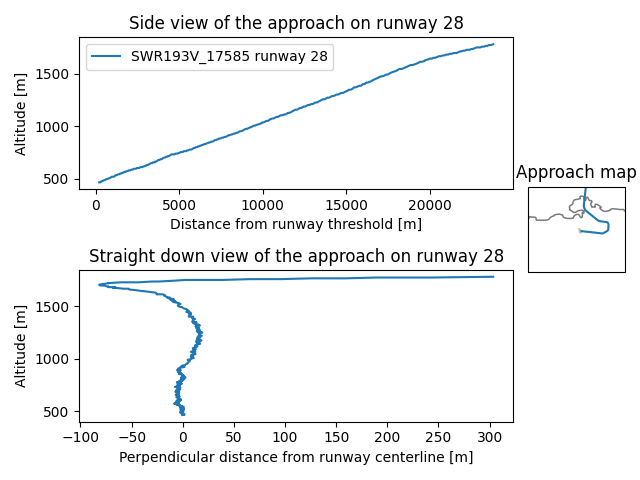 Side view of the approach on runway 28
SWR193V_17585 runway 28
Altitude [m]
1500
1000
500
0
5000
10000
15000
20000
Distance from runway threshold [m]
Approach map
Straight down view of the approach on runway 28
Altitude [m]
1500
1000
500
−100
−50
0
50
100
150
200
250
300
Perpendicular distance from runway centerline [m]